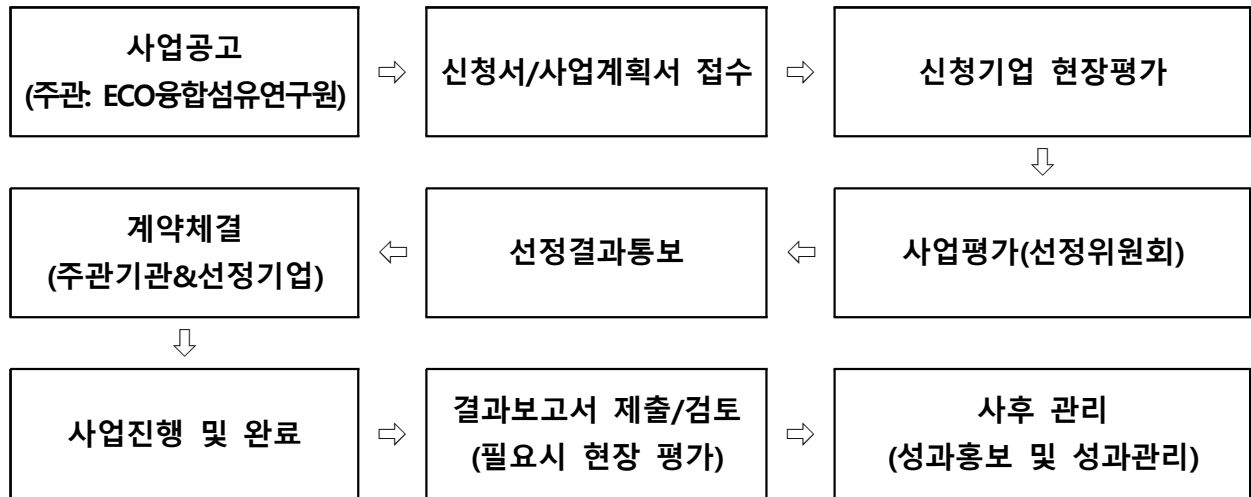 사업공고
(주관: ECO융합섬유연구원)
⇨
신청서/사업계획서 접수
⇨
신청기업 현장평가
⇩
사업평가(선정위원회)
⇦
선정결과통보
⇦
계약체결
(주관기관&선정기업)
⇩
사업진행 및 완료
⇨
결과보고서 제출/검토
(필요시 현장 평가)
⇨
사후 관리
(성과홍보 및 성과관리)